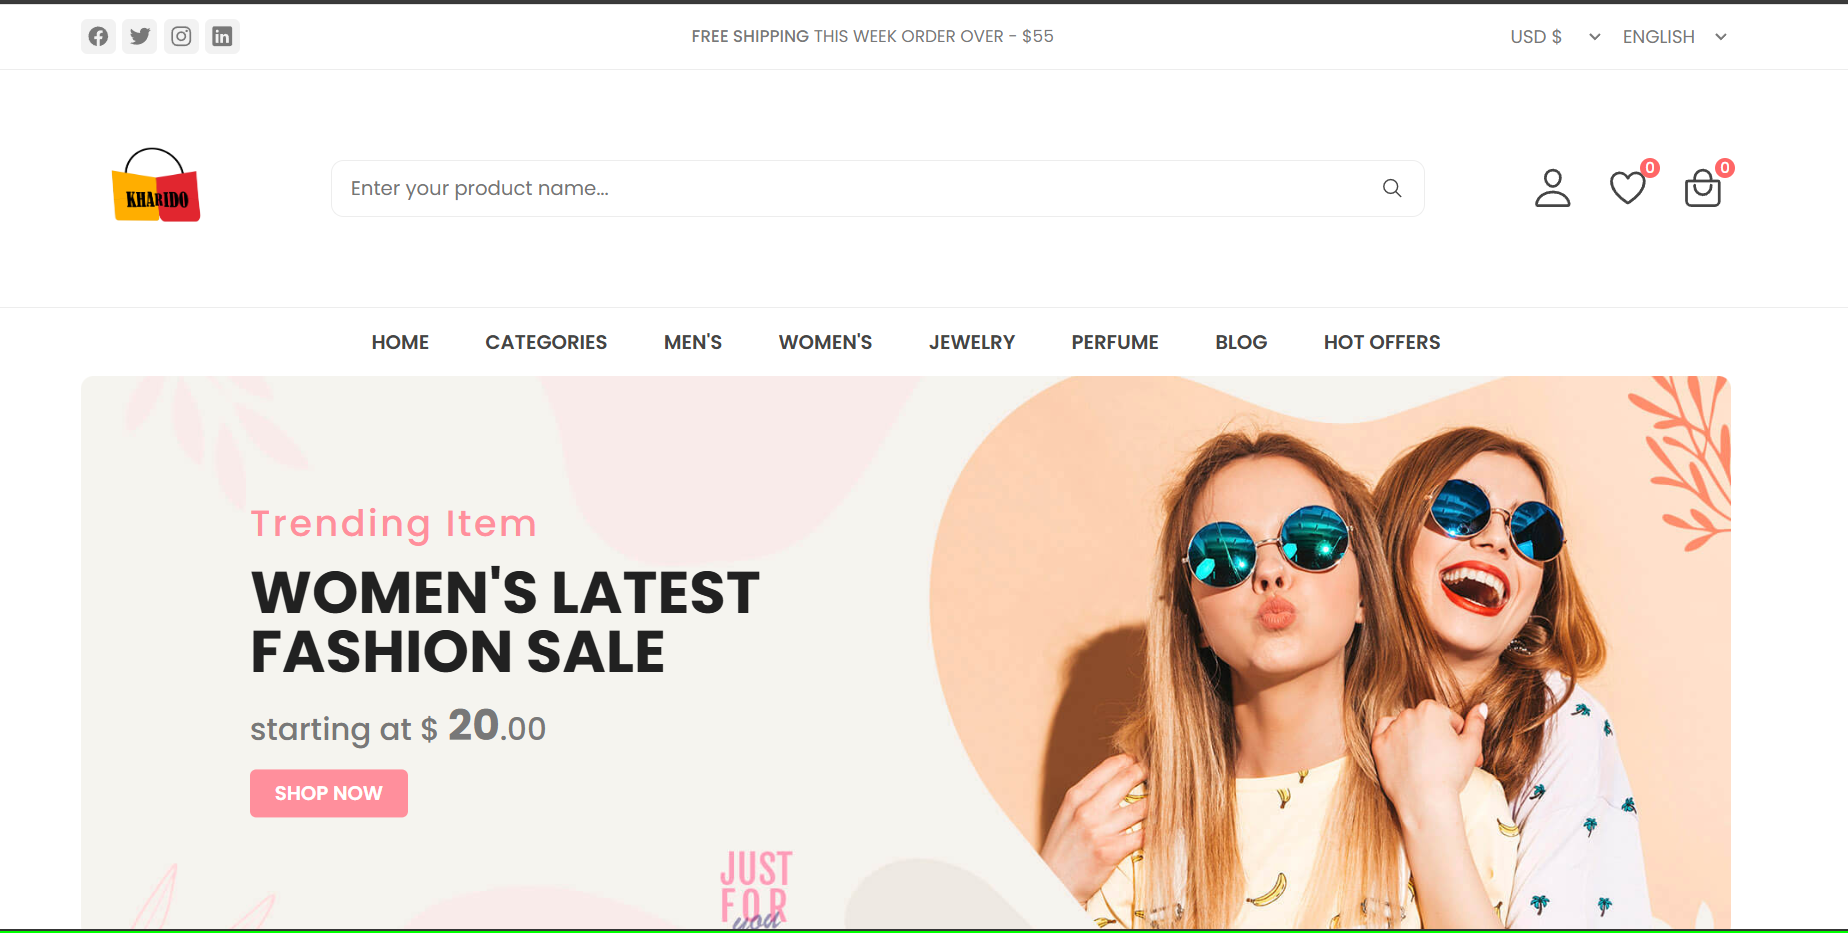 FREE SHIPPING THIS WEEK ORDER OVER - $55
USD $
ENGLISH
KHARIDO
Enter your product name...
0
0
HOME
CATEGORIES
MEN'S
WOMEN'S
JEWELRY
PERFUME
BLOG
HOT OFFERS
Trending Item
WOMEN'S LATEST
FASHION SALE
starting at $ 20.00
SHOP NOW
JUST
FOR
you